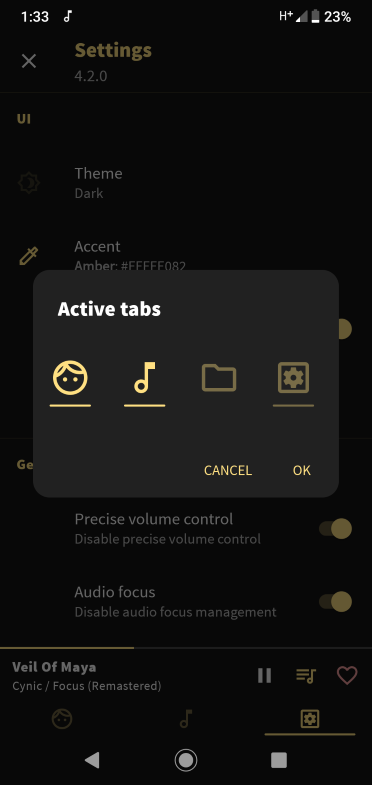 1:33 H+ 23%
Settings
4.2.0
UI
Theme
Dark
Accent
Amber: #FFFFE082
Active tabs
CANCEL OK
Ge
Precise volume control
Disable precise volume control
Audio focus
Disable audio focus management
Veil Of Maya
Cynic / Focus (Remastered)